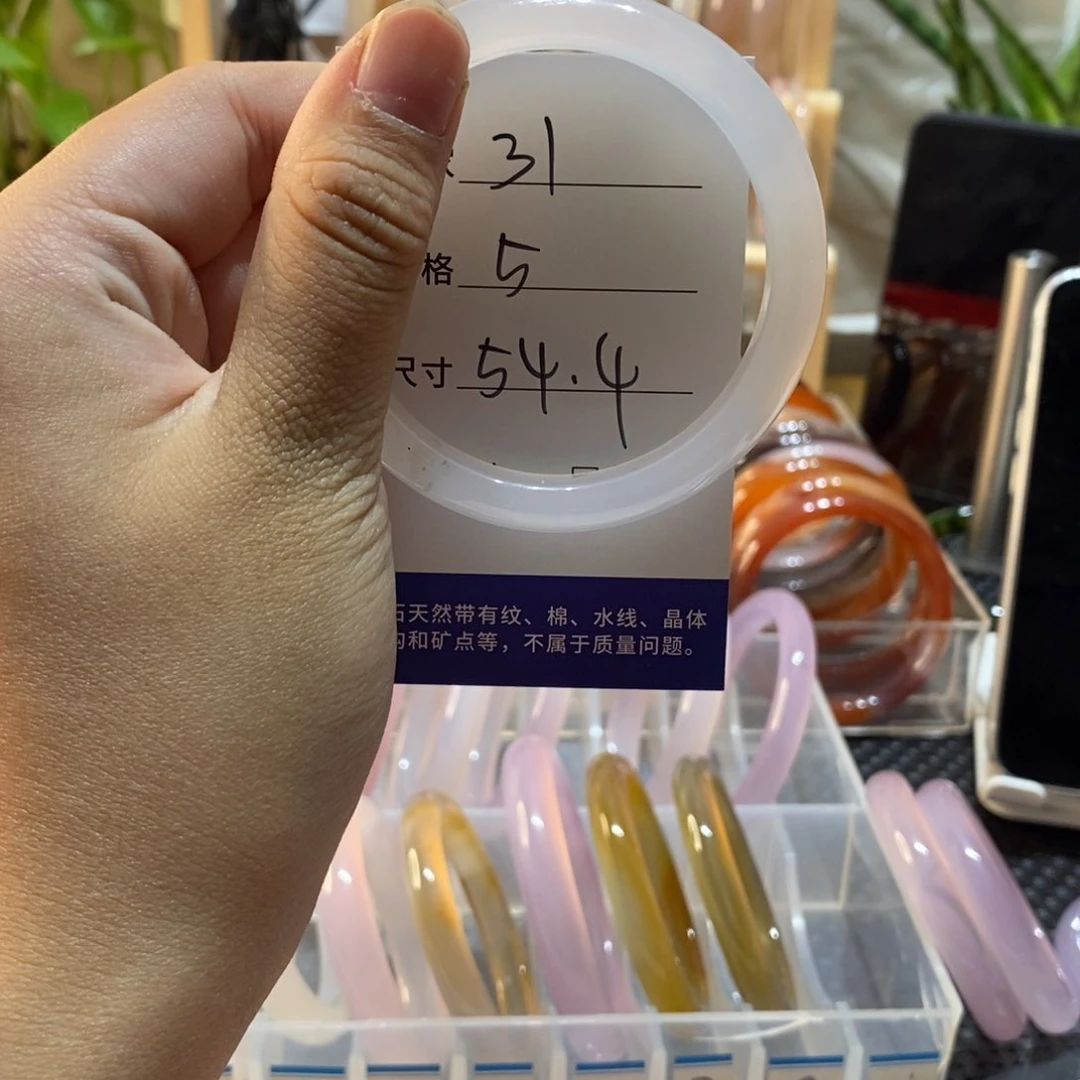 31
格 5
尺寸 54.4
石天然带有纹、棉、水线、晶体
和矿点等，不属于质量问题。